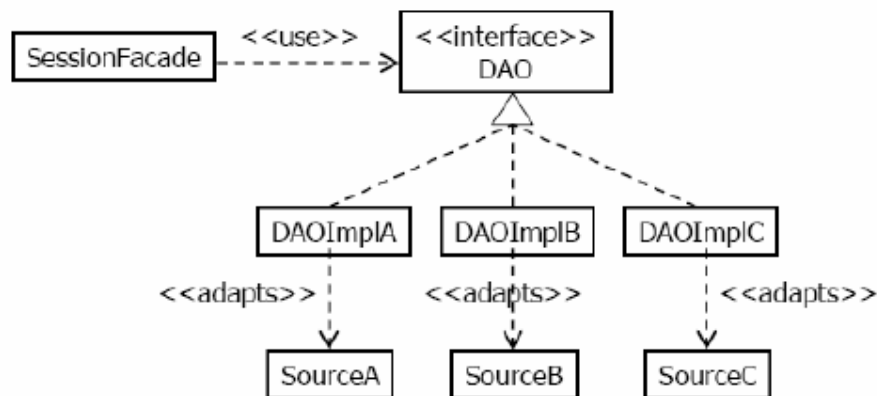 <<use>>
<<interface>>
SessionFacade
DAO
DAOImplA
DAOImplB
DAOImplC
<<adapts>>
<<adapts>>
<<adapts>>
SourceA
SourceB
SourceC